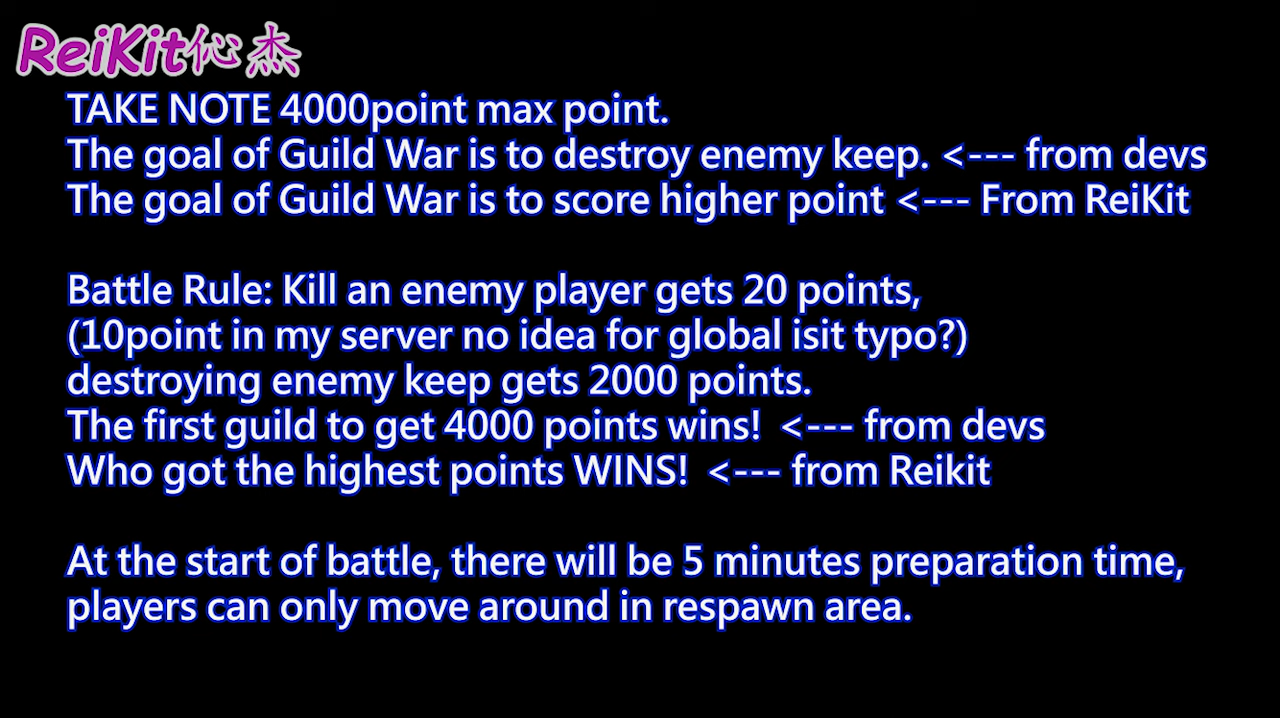 ReiKit伈杰
TAKE NOTE 4000point max point.
The goal of Guild War is to destroy enemy keep. <--- from devs
The goal of Guild War is to score higher point <--- From ReiKit
Battle Rule: Kill an enemy player gets 20 points,
(10point in my server no idea for global isit typo?)
destroying enemy keep gets 2000 points.
The first guild to get 4000 points wins!  <--- from devs
Who got the highest points WINS!  <--- from Reikit
At the start of battle, there will be 5 minutes preparation time,
players can only move around in respawn area.